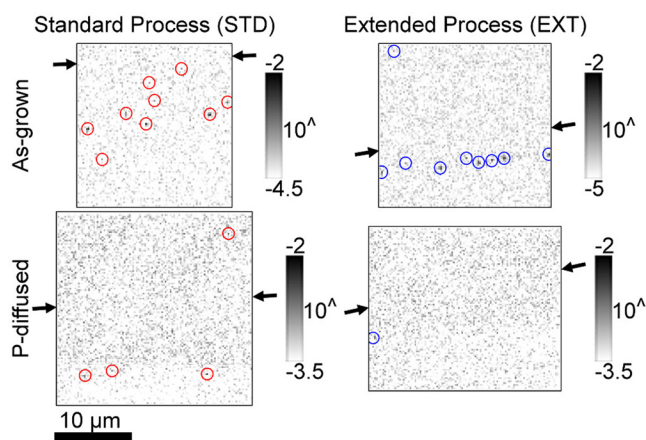 Standard Process (STD)
Extended Process (EXT)
As-grown
-2
10^
-4.5
-2
10^
-5
P-diffused
-2
10^
-3.5
-2
10^
-3.5
10 µm